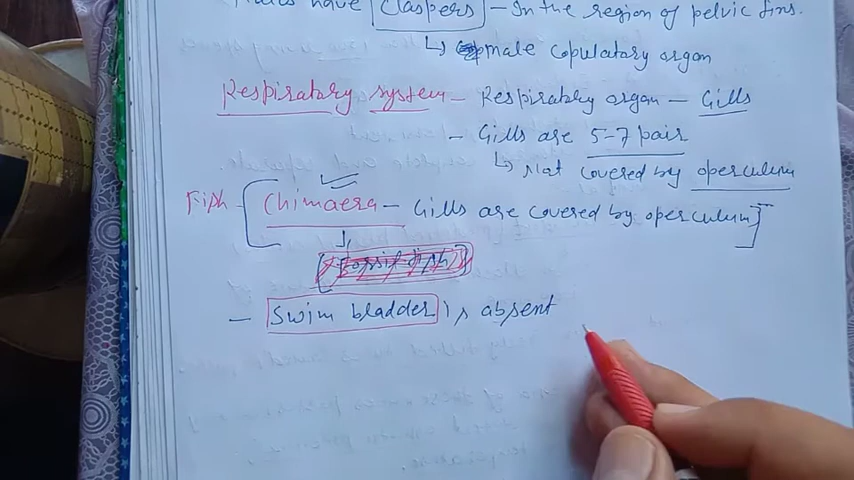 have [Claspers] - In the region of pelvic fins.
↳ male copulatory organ
Respiratory system - Respiratory organ - Gills
- Gills are 5-7 pair
↳ Not covered by operculum
Fish - [Chimaera - Gills are covered by operculum]
- Swim bladder is absent